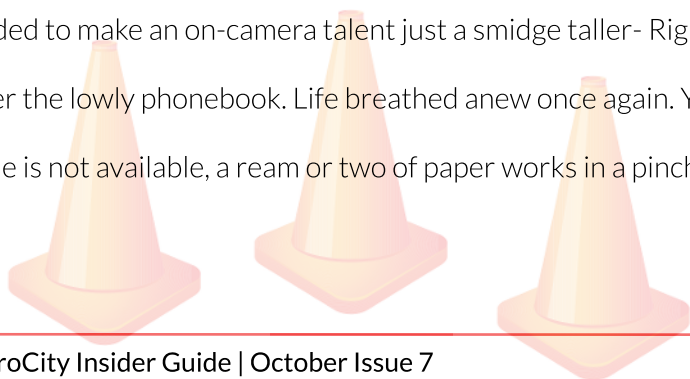 ded to make an on-camera talent just a smidge taller- Rig
er the lowly phonebook. Life breathed anew once again. Y
e is not available, a ream or two of paper works in a pinch
roCity Insider Guide | October Issue 7